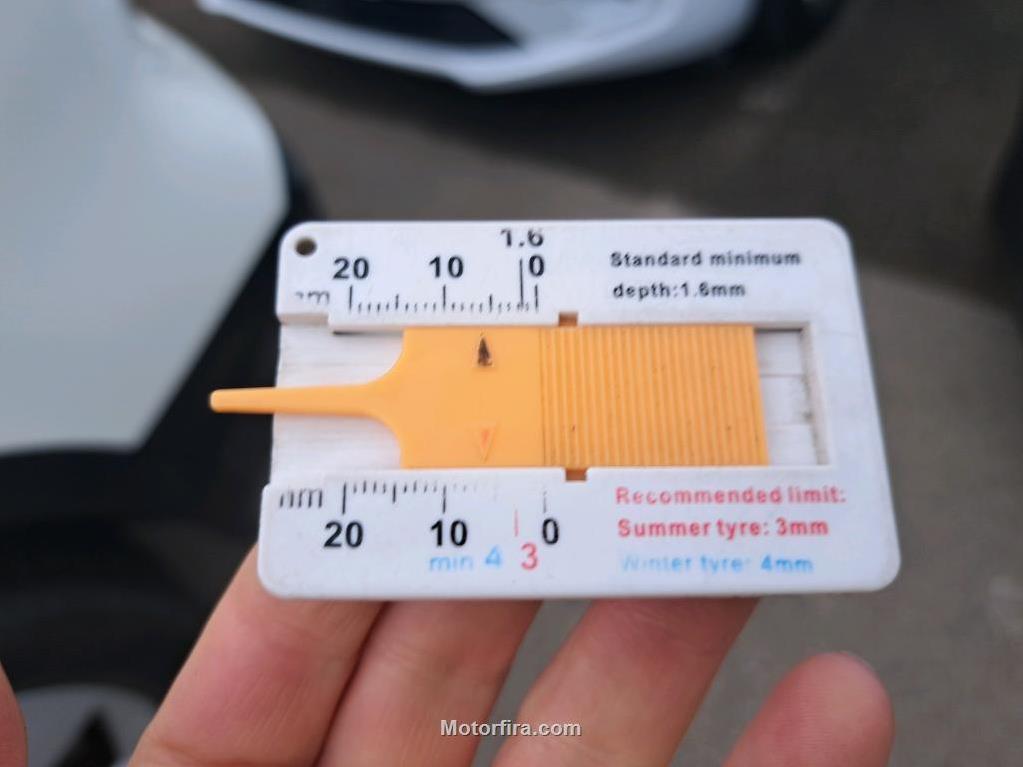 1.6
20 10 0
mm
Standard minimum
depth:1.6mm
mm
20 10 0
min 4 3
Recommended limit:
Summer tyre: 3mm
Winter tyre: 4mm
Motorfira.com